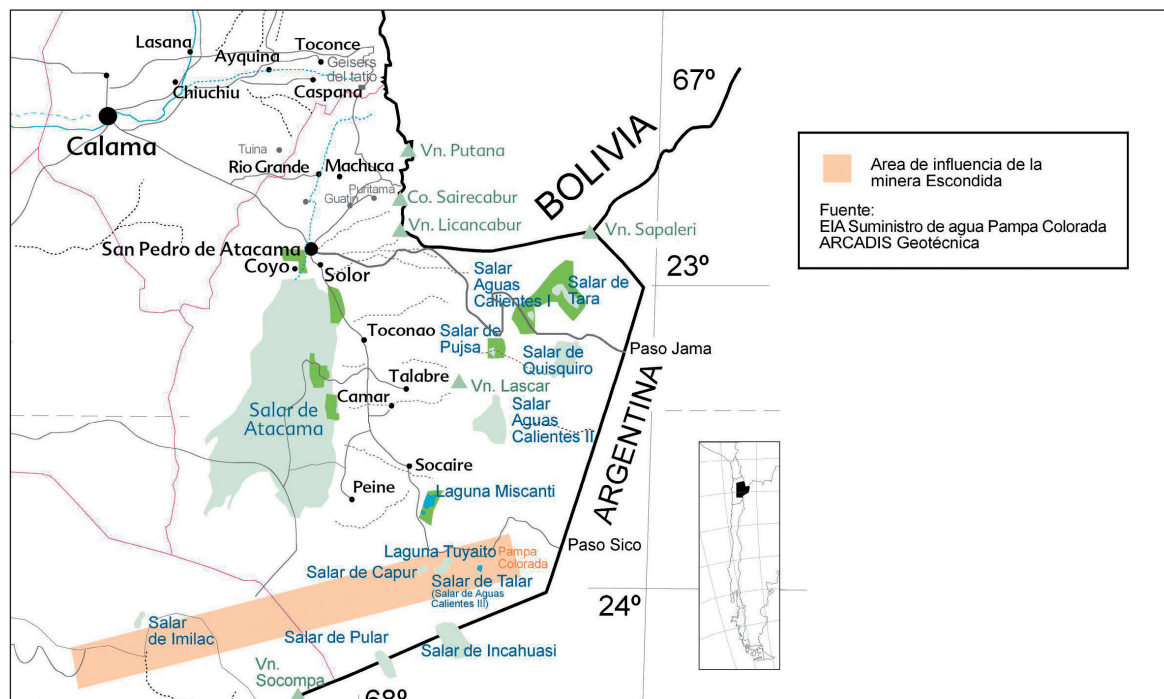 Lasana
Toconce
Ayquina
Geisers
del tatio
Chiuchiu
Caspana
67º
Calama
Tuina
Rio Grande
Machuca
Puritama
Guatin
Vn. Putana
BOLIVIA
Co. Sairecabur
Vn. Licancabur
Vn. Sapaleri
San Pedro de Atacama
Coyo
Solor
23º
Salar
Aguas
Calientes I
Salar de
Tara
Toconao
Salar de
Pujsa
Salar de
Quisquiro
Paso Jama
Talabre
Vn. Lascar
Camar
Salar de
Atacama
Salar
Aguas
Calientes II
ARGENTINA
Socaire
Peine
Laguna Miscanti
Paso Sico
Laguna Tuyaito
Pampa
Colorada
Salar de Capur
Salar de Talar
(Salar de Aguas
Calientes III)
24º
Salar
de Imilac
Salar de Pular
Salar de Incahuasi
Vn.
Socompa
68º
Area de influencia de la
minera Escondida
Fuente:
EIA Suministro de agua Pampa Colorada
ARCADIS Geotécnica